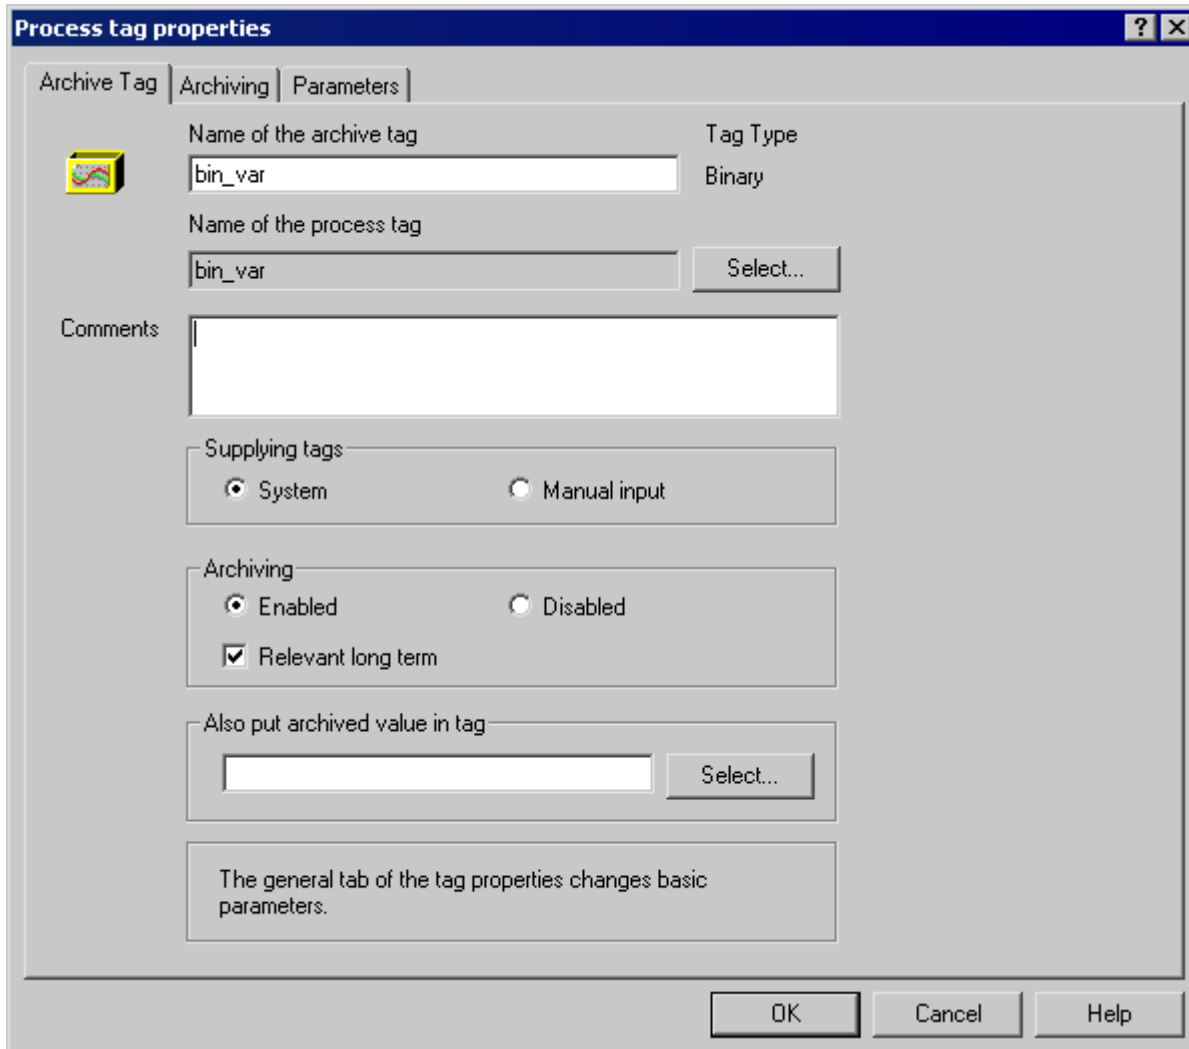 Process tag properties
Archive Tag
Archiving
Parameters
Name of the archive tag
Tag Type
bin_var
Binary
Name of the process tag
bin_var
Select...
Comments
Supplying tags
System
Manual input
Archiving
Enabled
Disabled
Relevant long term
Also put archived value in tag
Select...
The general tab of the tag properties changes basic
parameters.
OK
Cancel
Help